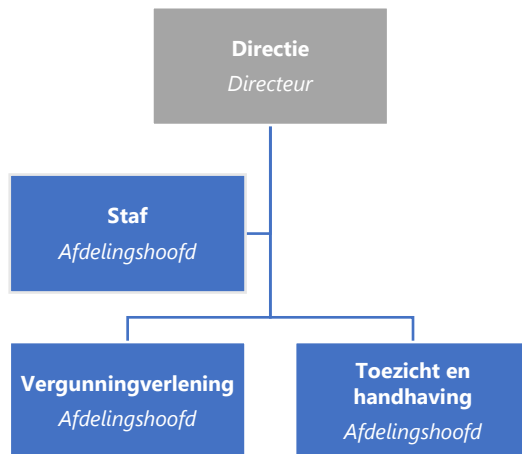 Directie
Directeur
Staf
Afdelingshoofd
Vergunningverlening
Afdelingshoofd
Toezicht en
handhaving
Afdelingshoofd